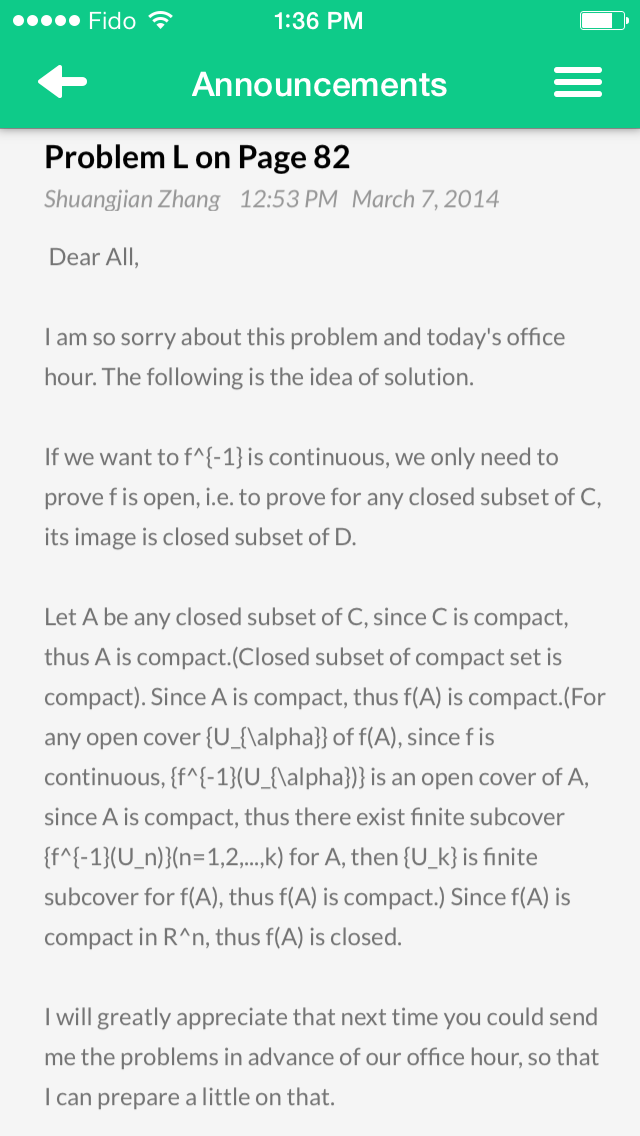 Fido 1:36 PM
Announcements
Problem L on Page 82
Shuangjian Zhang 12:53 PM March 7, 2014
Dear All,
I am so sorry about this problem and today's office
hour. The following is the idea of solution.
If we want to f^{-1} is continuous, we only need to
prove f is open, i.e. to prove for any closed subset of C,
its image is closed subset of D.
Let A be any closed subset of C, since C is compact,
thus A is compact.(Closed subset of compact set is
compact). Since A is compact, thus f(A) is compact.(For
any open cover {U_{\alpha}} of f(A), since f is
continuous, {f^{-1}(U_{\alpha})} is an open cover of A,
since A is compact, thus there exist finite subcover
{f^{-1}(U_n)}(n=1,2,...,k) for A, then {U_k} is finite
subcover for f(A), thus f(A) is compact.) Since f(A) is
compact in R^n, thus f(A) is closed.
I will greatly appreciate that next time you could send
me the problems in advance of our office hour, so that
I can prepare a little on that.